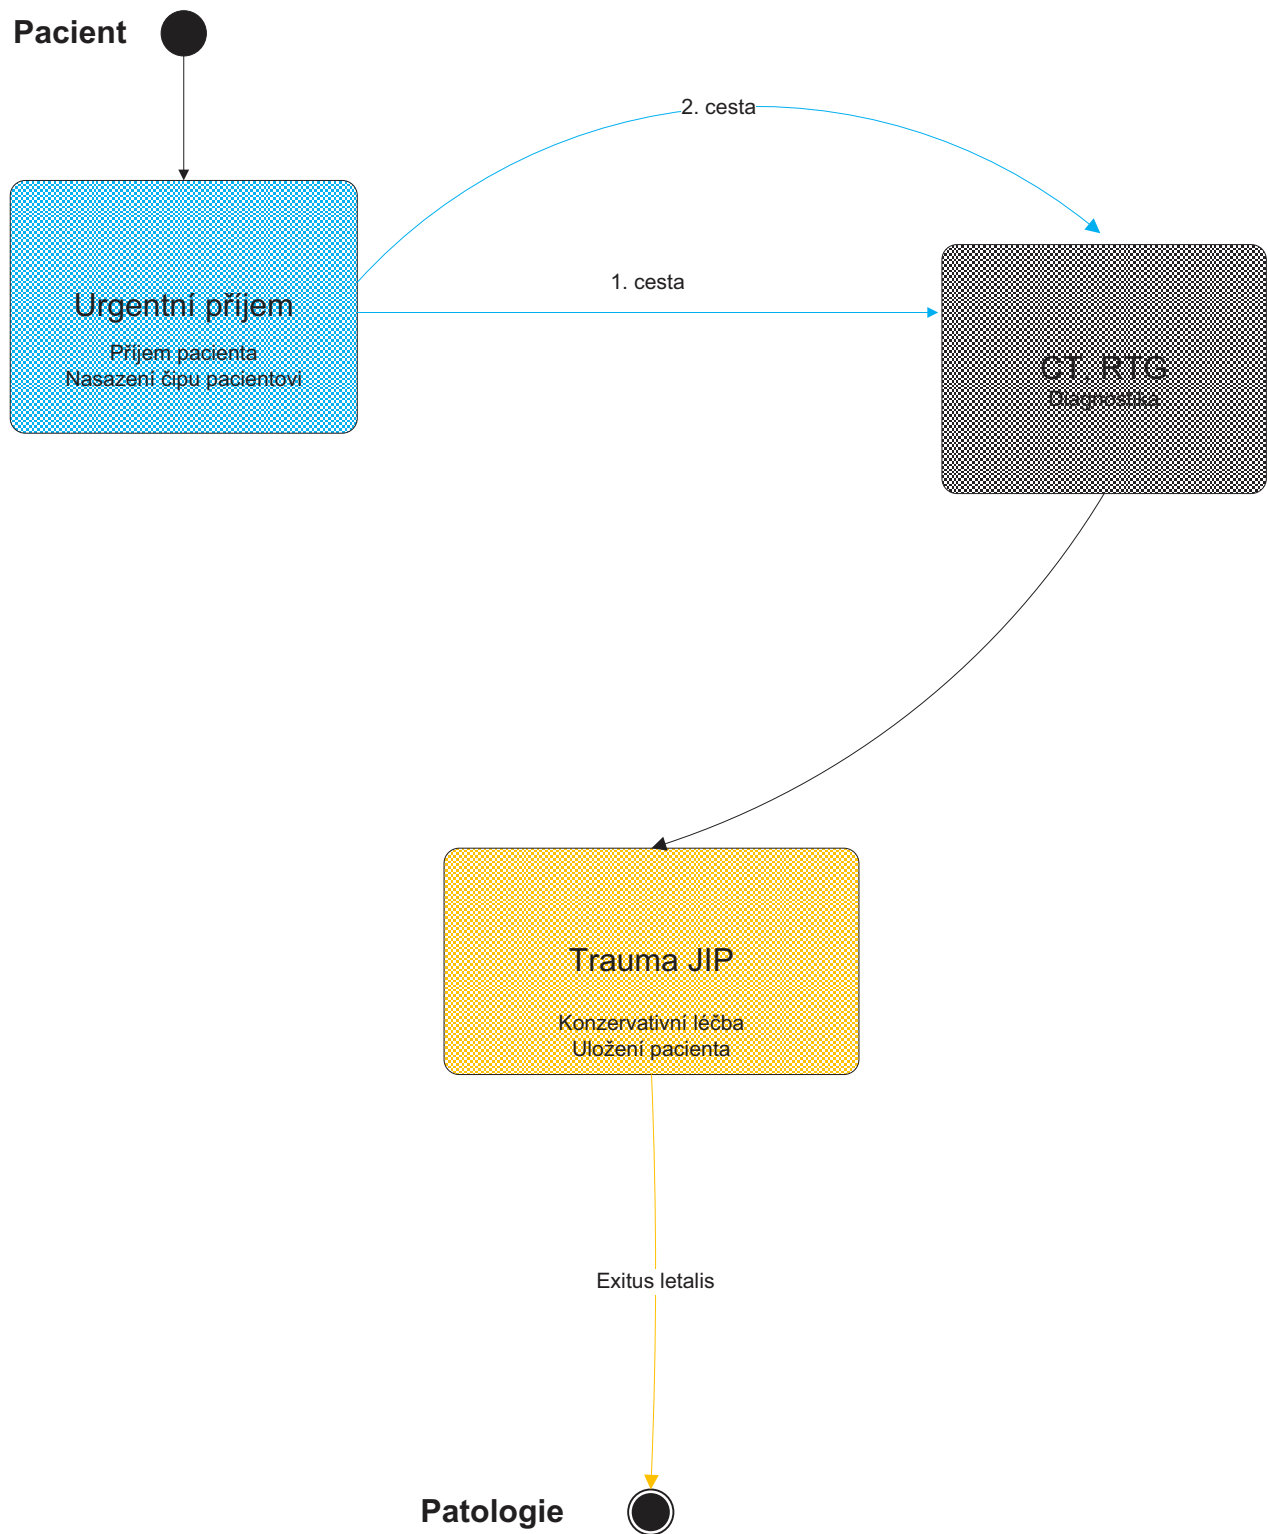 Pacient
2. cesta
1. cesta
Urgentní příjem
Příjem pacienta
Nasazení čipu pacientovi
CT, RTG
Diagnostika
Trauma JIP
Konzervativní léčba
Uložení pacienta
Exitus letalis
Patologie